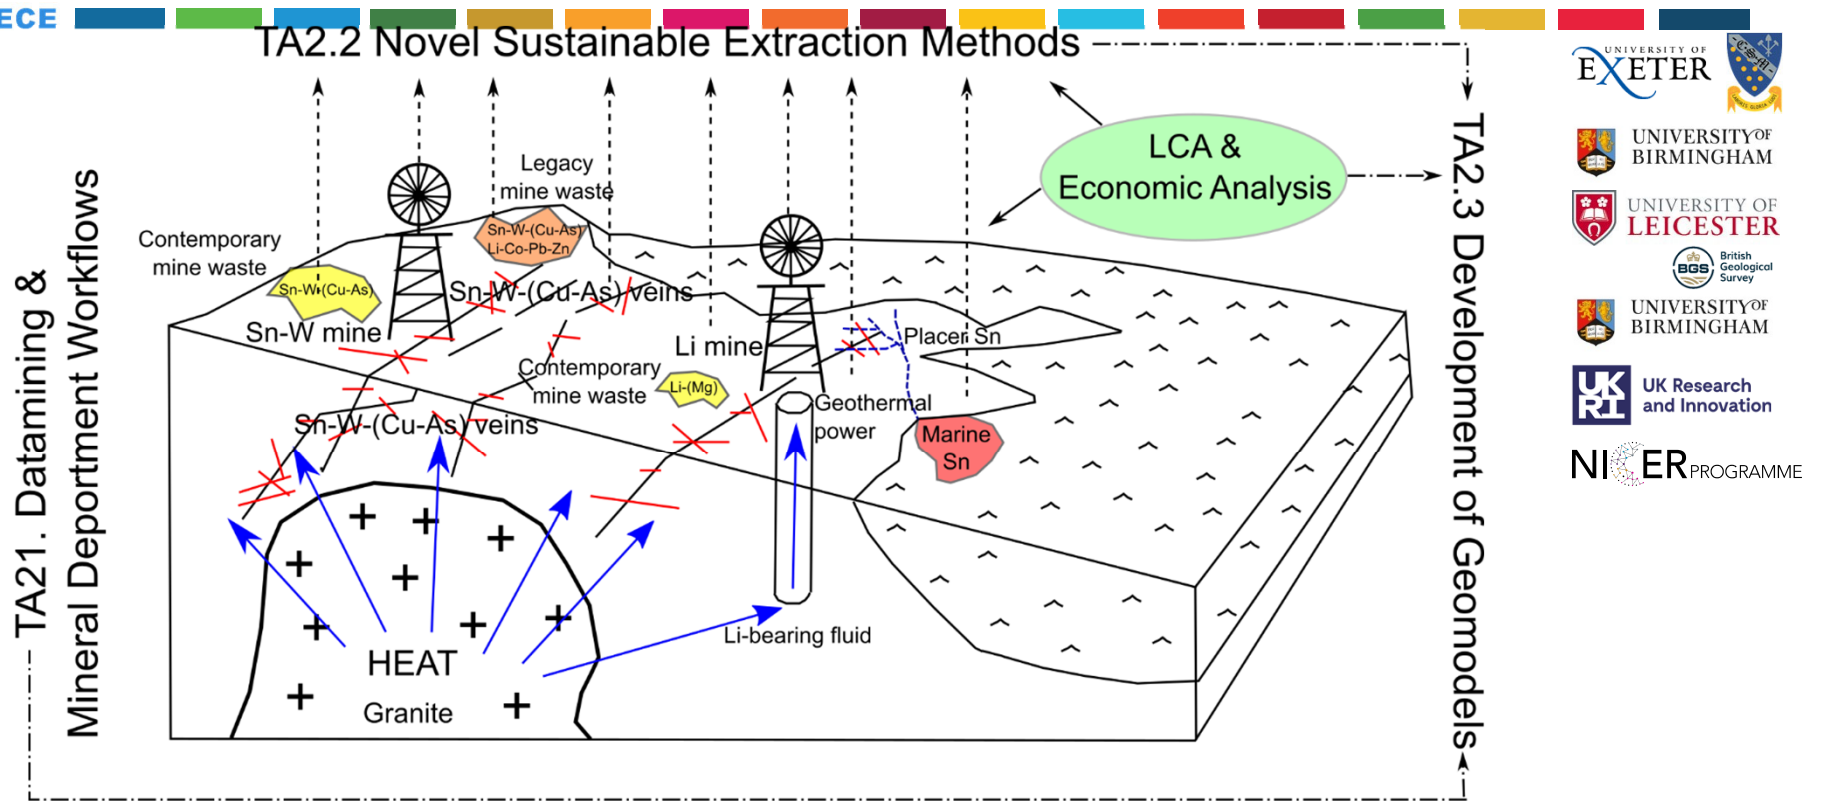 ECE
TA2.2 Novel Sustainable Extraction Methods
UNIVERSITY OF
EXETER
LCA &
Economic Analysis
UNIVERSITY OF
BIRMINGHAM
Legacy
mine waste
Sn-W-(Cu-As)
Li-Co-Pb-Zn
UNIVERSITY OF
LEICESTER
Contemporary
mine waste
BGS
British
Geological
Survey
Sn-W-(Cu-As)
Sn-W-(Cu-As) veins
Sn-W mine
UNIVERSITY OF
BIRMINGHAM
Li mine
Placer Sn
Contemporary
mine waste
Li-(Mg)
UK
RI
UK Research
and Innovation
Geothermal
power
Sn-W-(Cu-As) veins
Marine
Sn
NICER PROGRAMME
Li-bearing fluid
HEAT
Granite
TA21. Datamining &
Mineral Deportment Workflows
TA2.3 Development of Geomodels